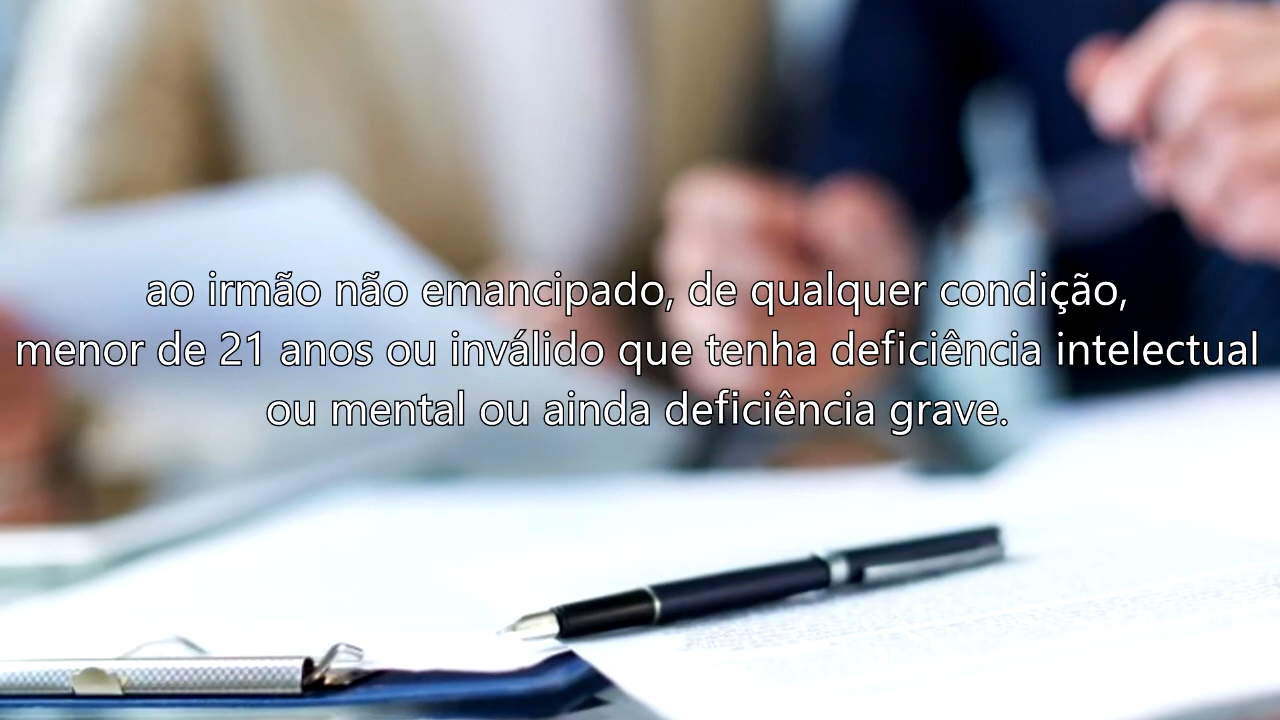 ao irmão não emancipado, de qualquer condição,
menor de 21 anos ou inválido que tenha deficiência intelectual
ou mental ou ainda deficiência grave.